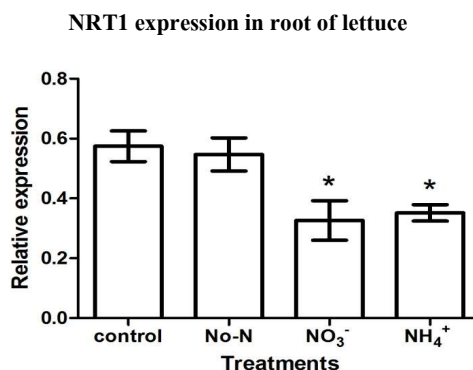 NRT1 expression in root of lettuce
Relative expression
0.8
0.6
0.4
0.2
0.0
* *
control No-N NO₃⁻ NH₄⁺
Treatments